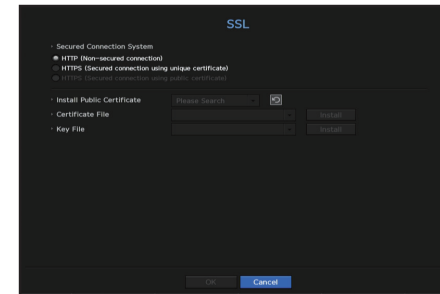 SSL
Secured Connection System
HTTP (Non-secured connection)
HTTPS (Secured connection using unique certificate)
HTTPS (Secured connection using public certificate)
Install Public Certificate Please Search
Certificate File Install
Key File Install
OK Cancel